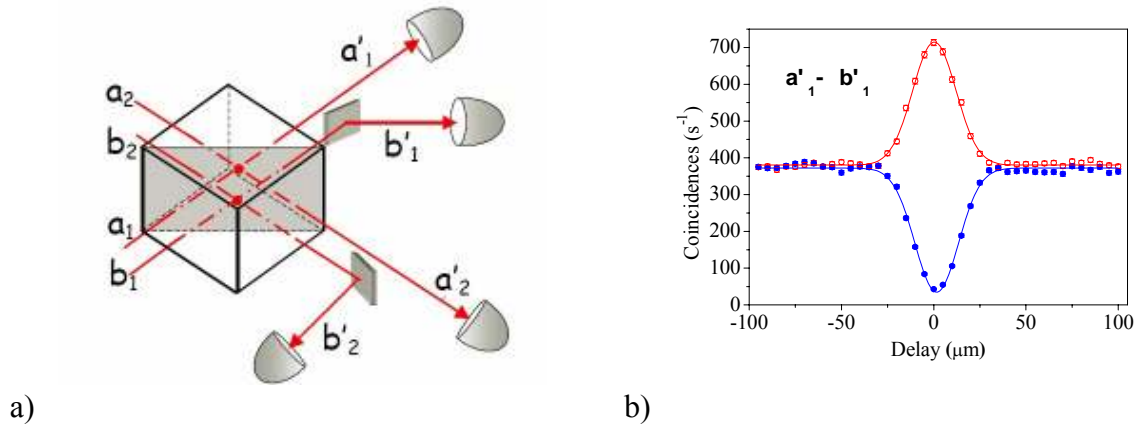 a'₁
a₂
b₂
b'₁
a₁
b₁
a'₂
b'₂
a)
700
600
500
400
300
200
100
0
Coincidences (s⁻¹)
a'₁ - b'₁
-100 -50 0 50 100
Delay (μm)
b)